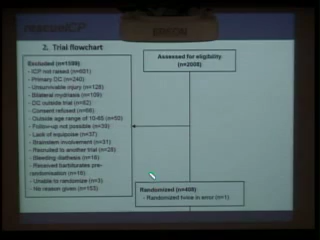 rescueICP
2. Trial flowchart
Assessed for eligibility
(n=2008)
Excluded (n=1599)
- ICP not raised (n=601)
- Primary DC (n=240)
- Unsurvivable injury (n=128)
- Bilateral mydriasis (n=109)
- DC outside trial (n=82)
- Consent refused (n=66)
- Outside age range of 10-65
- Follow-up not possible (n=39)
- Lack of equipoise (n=37)
- Brainstem involvement (n=31)
- Recruited to another trial (n=28)
- Bleeding diathesis (n=16)
- Received barbiturates pre-
randomisation (n=16)
- Unable to randomize (n=3)
- No reason given (n=153)
Randomized (n=408)
- Randomized twice in error (n=1)